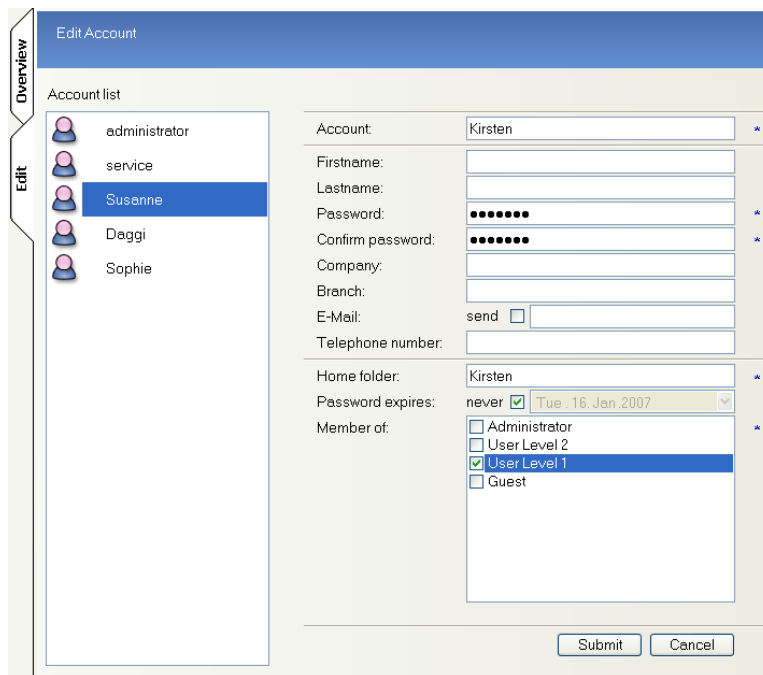 Edit Account
Overview
Edit
Account list
administrator
service
Susanne
Daggi
Sophie
Account: Kirsten *
Firstname:
Lastname:
Password: ●●●●●●● *
Confirm password: ●●●●●●● *
Company:
Branch:
E-Mail: send
Telephone number:
Home folder: Kirsten *
Password expires: never Tue . 16. Jan .2007
Member of: *
Administrator
User Level 2
User Level 1
Guest
Submit Cancel